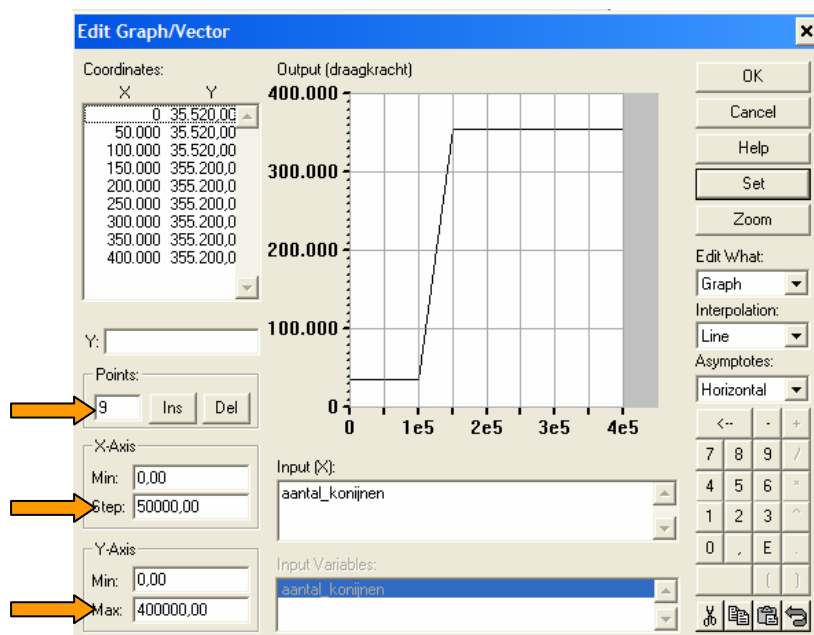 Edit Graph/Vector
Coordinates:
X Y
0 35.520,00
50.000 35.520,00
100.000 35.520,00
150.000 355.200,0
200.000 355.200,0
250.000 355.200,0
300.000 355.200,0
350.000 355.200,0
400.000 355.200,0
Y:
Points:
9 Ins Del
X-Axis
Min: 0,00
Step: 50000,00
Y-Axis
Min: 0,00
Max: 400000,00
Output (draagkracht)
400.000
300.000
200.000
100.000
0
0 1e5 2e5 3e5 4e5
Input (X):
aantal_konijnen
Input Variables:
aantal_konijnen
OK
Cancel
Help
Set
Zoom
Edit What:
Graph
Interpolation:
Line
Asymptotes:
Horizontal
<-- - +
7 8 9 /
4 5 6 *
1 2 3 ^
0 , E .
( )